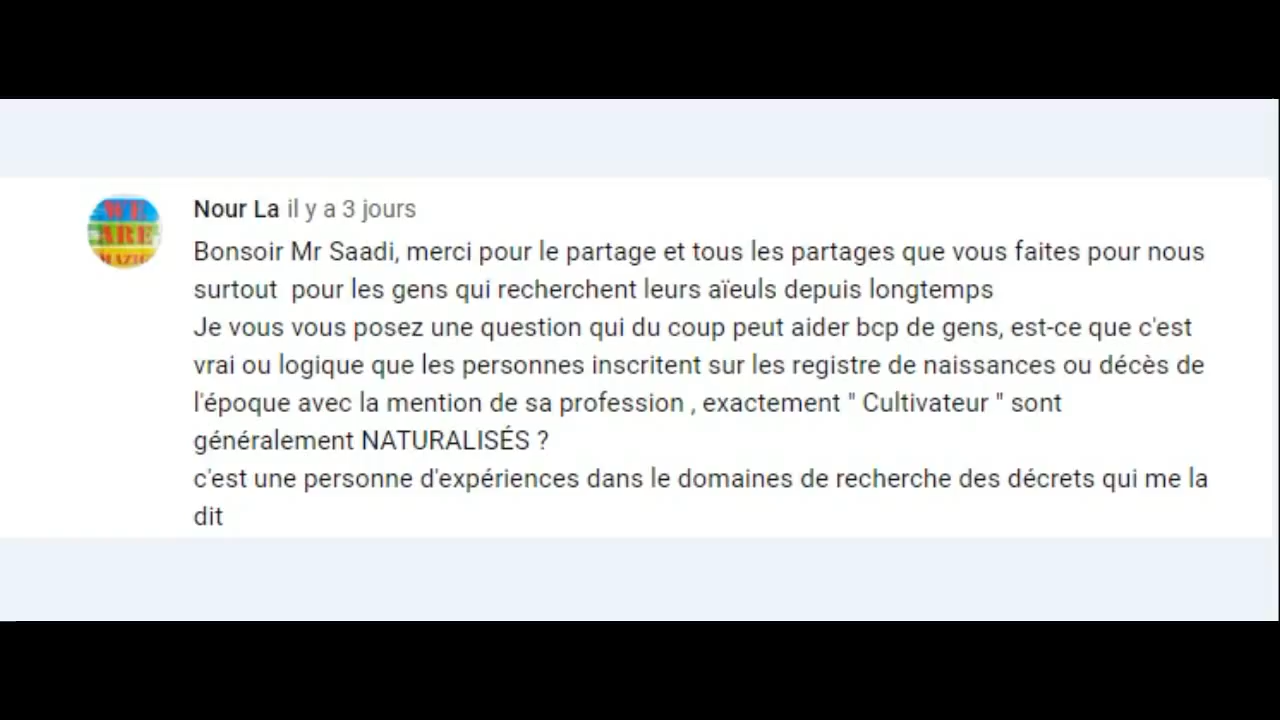 WE
ARE
MAZIG
Nour La il y a 3 jours
Bonsoir Mr Saadi, merci pour le partage et tous les partages que vous faites pour nous
surtout  pour les gens qui recherchent leurs aïeuls depuis longtemps
Je vous vous posez une question qui du coup peut aider bcp de gens, est-ce que c'est
vrai ou logique que les personnes inscritent sur les registre de naissances ou décès de
l'époque avec la mention de sa profession , exactement " Cultivateur " sont
généralement NATURALISÉS ?
c'est une personne d'expériences dans le domaines de recherche des décrets qui me la
dit